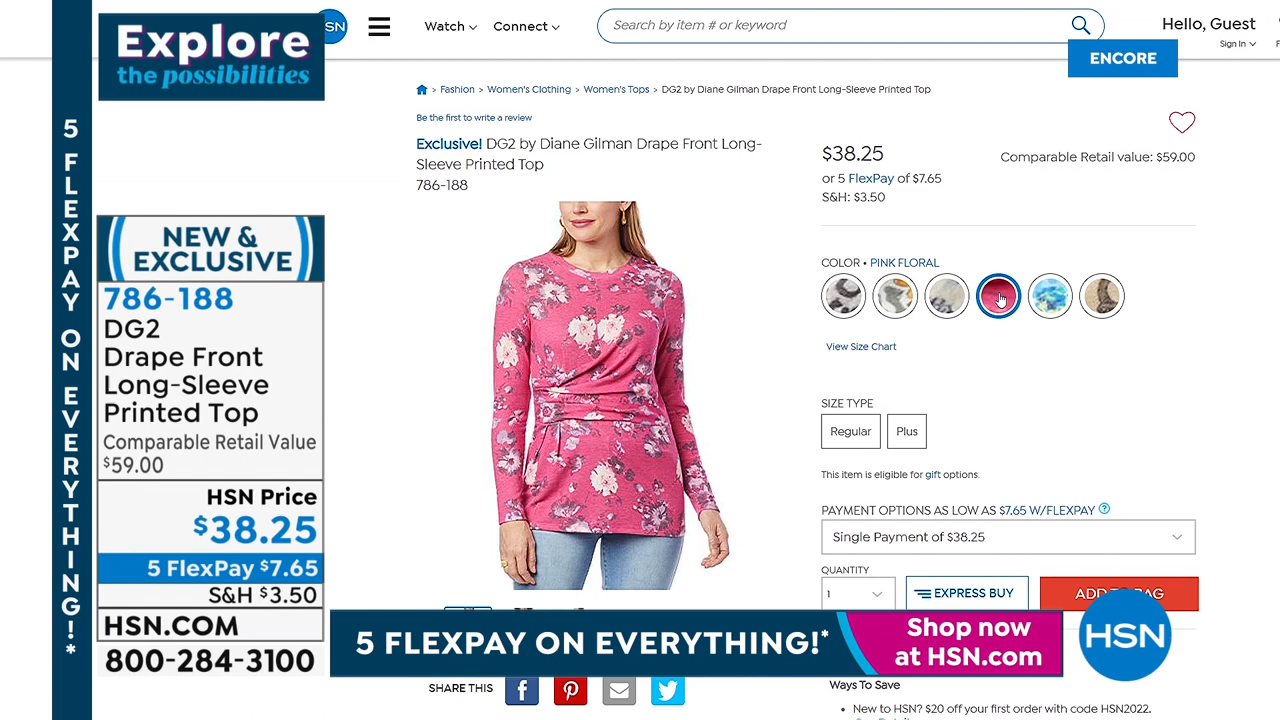 Explore
the possibilities
HSN
Watch
Connect
Search by item # or keyword
Hello, Guest
Sign In
ENCORE
5 FLEXPAY ON EVERYTHING!*
> Fashion > Women's Clothing > Women's Tops > DG2 by Diane Gilman Drape Front Long-Sleeve Printed Top
Be the first to write a review
Exclusive! DG2 by Diane Gilman Drape Front Long-
Sleeve Printed Top
786-188
$38.25
Comparable Retail value: $59.00
or 5 FlexPay of $7.65
S&H: $3.50
COLOR • PINK FLORAL
View Size Chart
SIZE TYPE
Regular
Plus
This item is eligible for gift options.
PAYMENT OPTIONS AS LOW AS $7.65 W/FLEXPAY ?
Single Payment of $38.25
QUANTITY
1
EXPRESS BUY
ADD TO BAG
NEW &
EXCLUSIVE
786-188
DG2
Drape Front
Long-Sleeve
Printed Top
Comparable Retail Value
$59.00
HSN Price
$38.25
5 FlexPay $7.65
S&H $3.50
HSN.COM
800-284-3100
5 FLEXPAY ON EVERYTHING!*
Shop now
at HSN.com
HSN
SHARE THIS
Ways To Save
• New to HSN? $20 off your first order with code HSN2022.